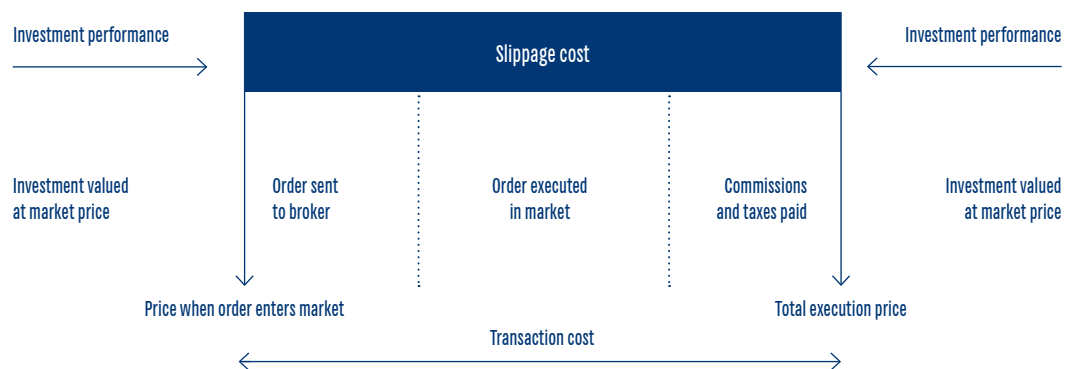 Investment performance
Slippage cost
Investment performance
Investment valued
at market price
Order sent
to broker
Order executed
in market
Commissions
and taxes paid
Investment valued
at market price
Price when order enters market
Total execution price
Transaction cost